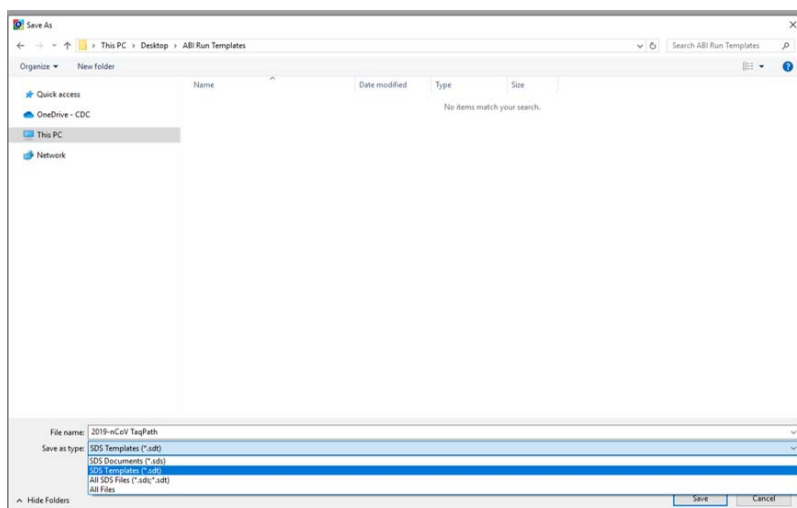 Save As
This PC > Desktop > ABI Run Templates
Search ABI Run Templates
Organize
New folder
Name
Date modified
Type
Size
Quick access
No items match your search.
OneDrive - CDC
This PC
Network
File name: 2019-nCoV TaqPath
Save as type: SDS Templates (*.sdt)
SDS Documents (*.sds)
SDS Templates (*.sdt)
All SDS Files (*.sds;*.sdt)
All Files
Hide Folders
Save
Cancel